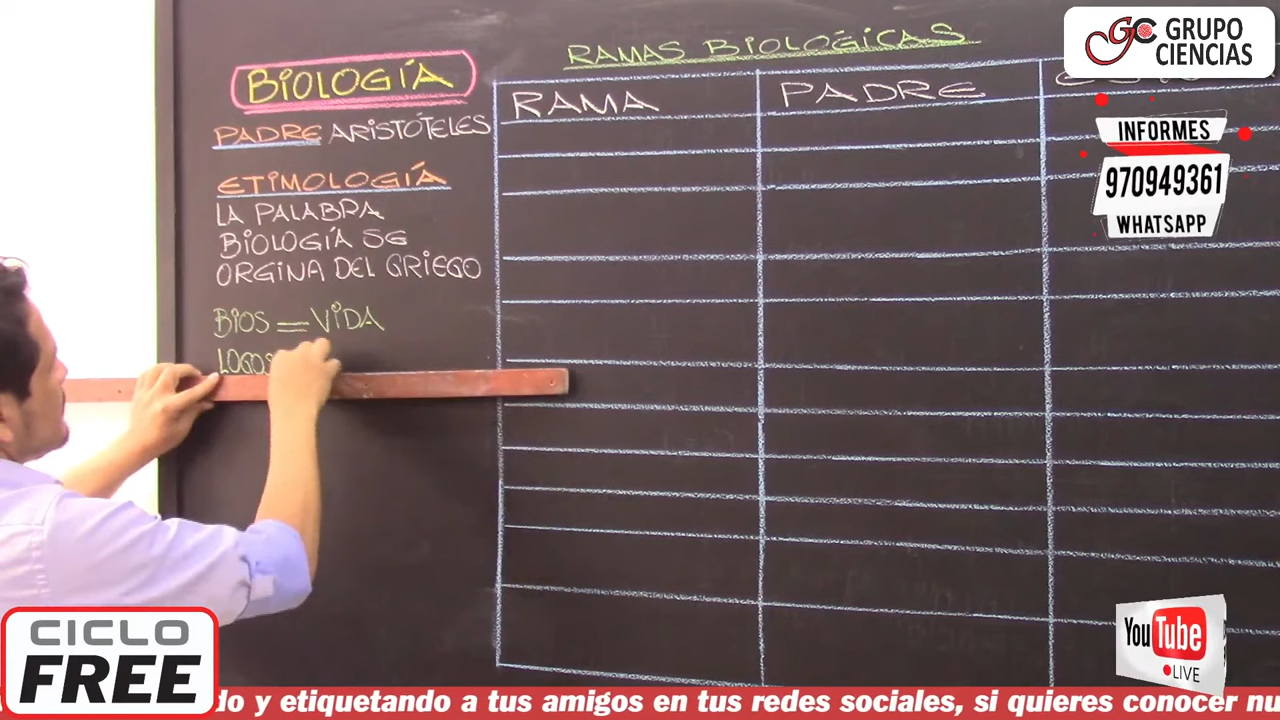 BIOLOGÍA
PADRE ARISTÓTELES
ETIMOLOGÍA
LA PALABRA
BIOLOGÍA SE
ORGINA DEL GRIEGO
BIOS = VIDA
LOGOS
RAMAS BIOLÓGICAS
RAMA PADRE
GC GRUPO
CIENCIAS
INFORMES
970949361
WHATSAPP
CICLO
FREE
YouTube
LIVE
do y etiquetando a tus amigos en tus redes sociales, si quieres conocer nu